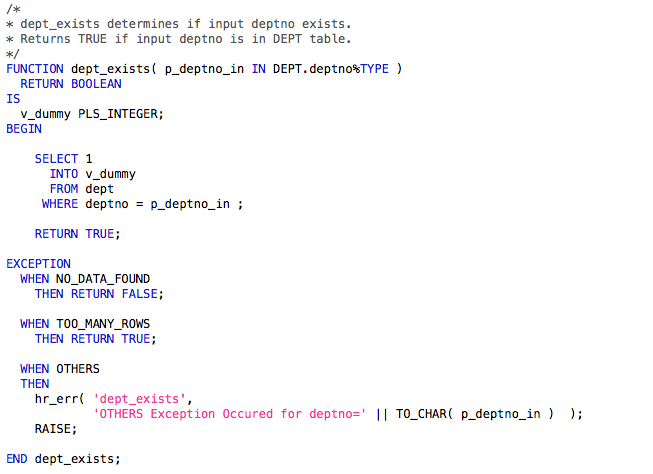 /*
* dept_exists determines if input deptno exists.
* Returns TRUE if input deptno is in DEPT table.
*/
FUNCTION dept_exists( p_deptno_in IN DEPT.deptno%TYPE )
  RETURN BOOLEAN
IS
  v_dummy PLS_INTEGER;
BEGIN

    SELECT 1
      INTO v_dummy
      FROM dept
     WHERE deptno = p_deptno_in ;

    RETURN TRUE;

EXCEPTION
  WHEN NO_DATA_FOUND
    THEN RETURN FALSE;

  WHEN TOO_MANY_ROWS
    THEN RETURN TRUE;

  WHEN OTHERS
  THEN
    hr_err( 'dept_exists',
            'OTHERS Exception Occured for deptno=' || TO_CHAR( p_deptno_in )  );
    RAISE;

END dept_exists;